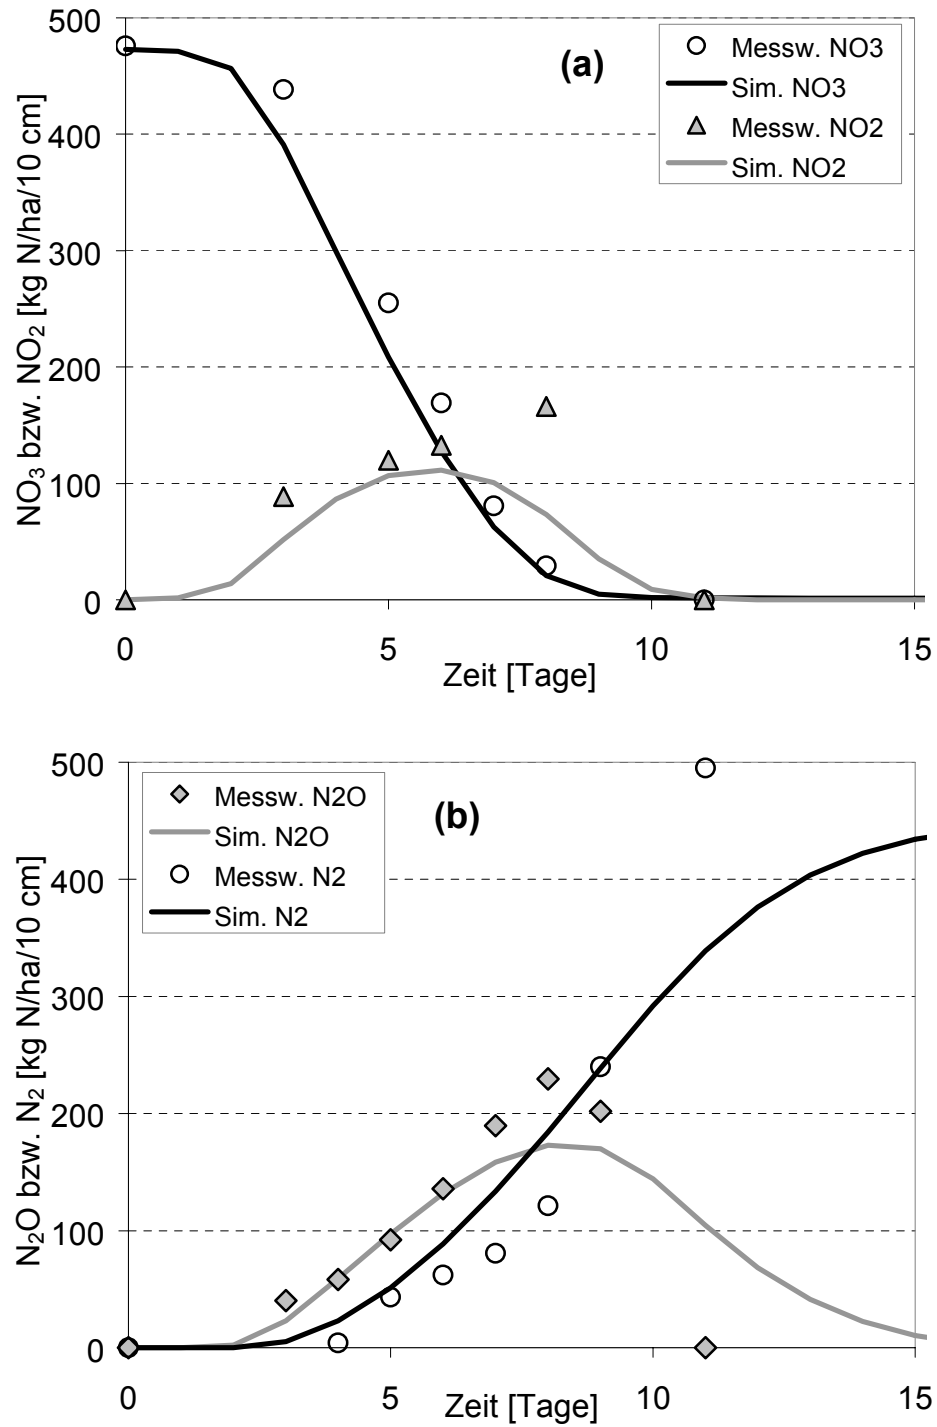 500
400
300
200
100
0
NO₃ bzw. NO₂ [kg N/ha/10 cm]
(a)
Messw. NO3
Sim. NO3
Messw. NO2
Sim. NO2
0
5
10
15
Zeit [Tage]
500
400
300
200
100
0
N₂O bzw. N₂ [kg N/ha/10 cm]
Messw. N2O
Sim. N2O
Messw. N2
Sim. N2
(b)
0
5
10
15
Zeit [Tage]